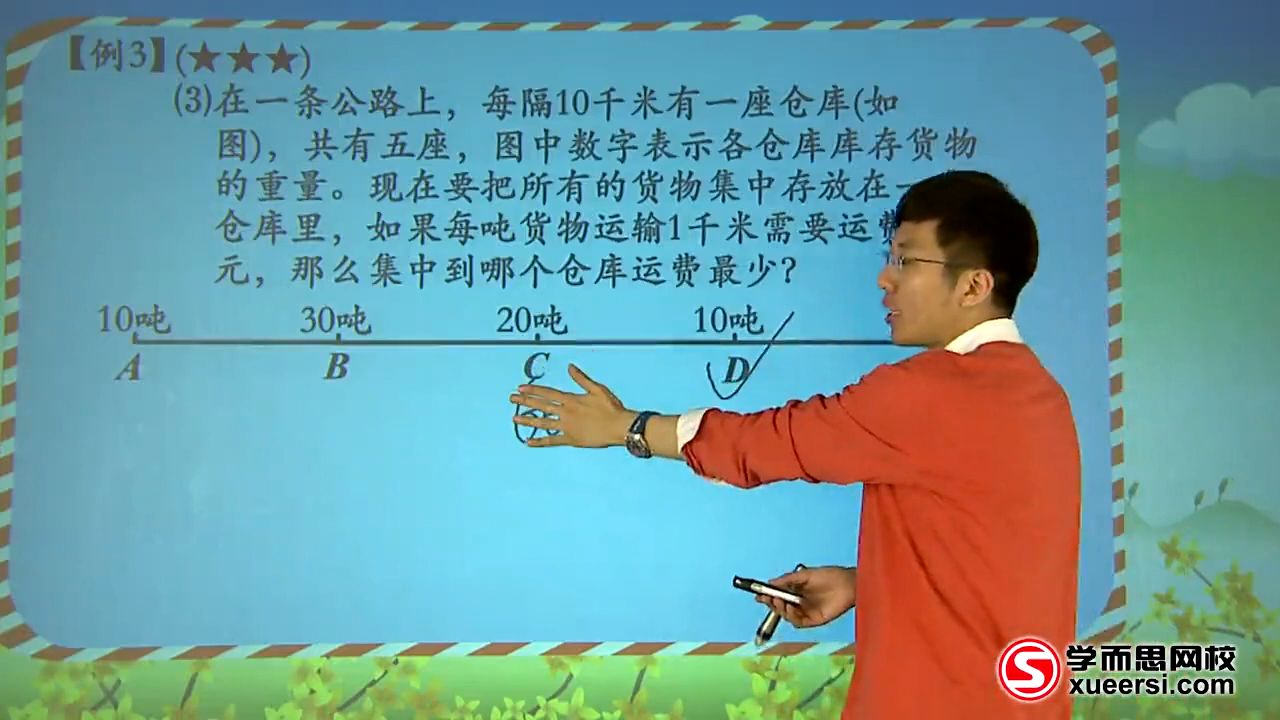 【例3】(★★★)
(3)在一条公路上，每隔10千米有一座仓库(如
图)，共有五座，图中数字表示各仓库库存货物
的重量。现在要把所有的货物集中存放在一
仓库里，如果每吨货物运输1千米需要运费
元，那么集中到哪个仓库运费最少？
10吨 30吨 20吨 10吨
A B C D
学而思网校
xueersi.com